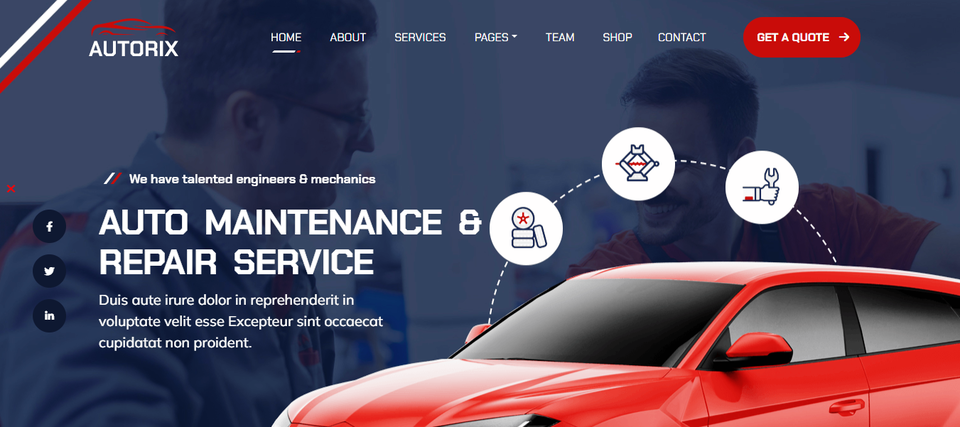 AUTORIX
HOME ABOUT SERVICES PAGES TEAM SHOP CONTACT
GET A QUOTE
We have talented engineers & mechanics
AUTO MAINTENANCE &
REPAIR SERVICE
Duis aute irure dolor in reprehenderit in
voluptate velit esse Excepteur sint occaecat
cupidatat non proident.